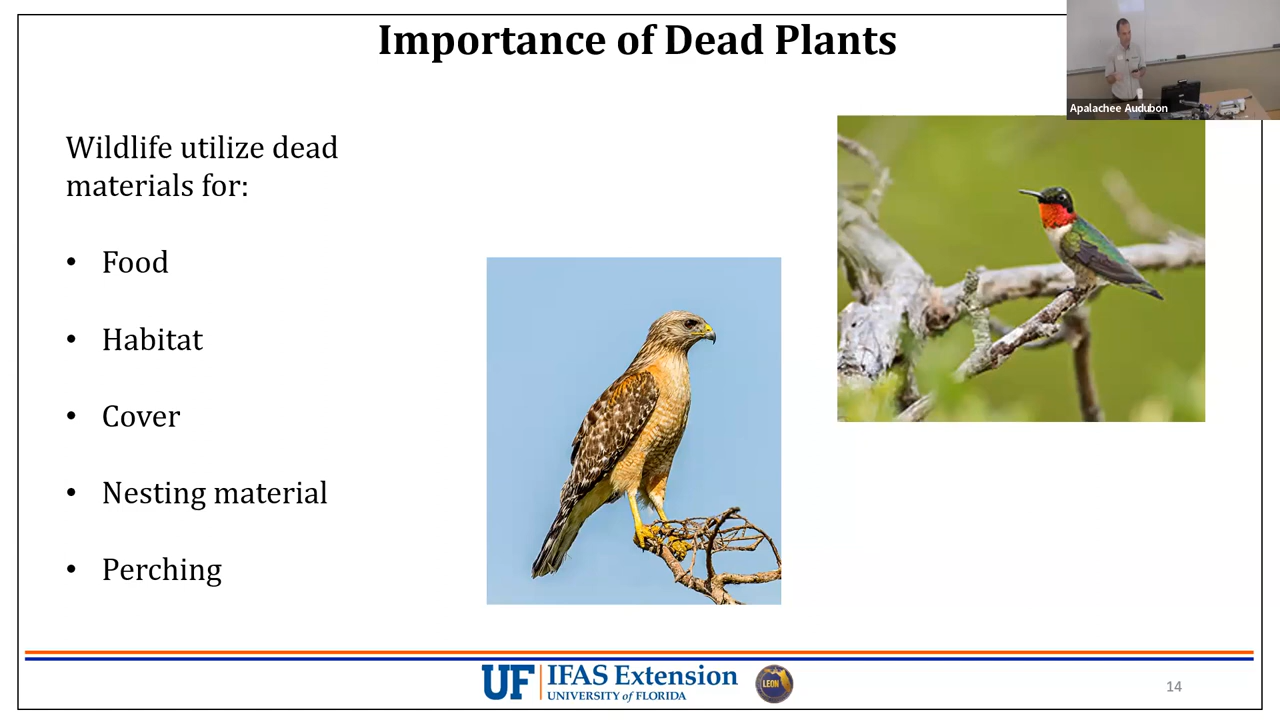 Importance of Dead Plants
Apalachee Audubon
Wildlife utilize dead
materials for:
• Food
• Habitat
• Cover
• Nesting material
• Perching
UF IFAS Extension
UNIVERSITY of FLORIDA
LEON
14